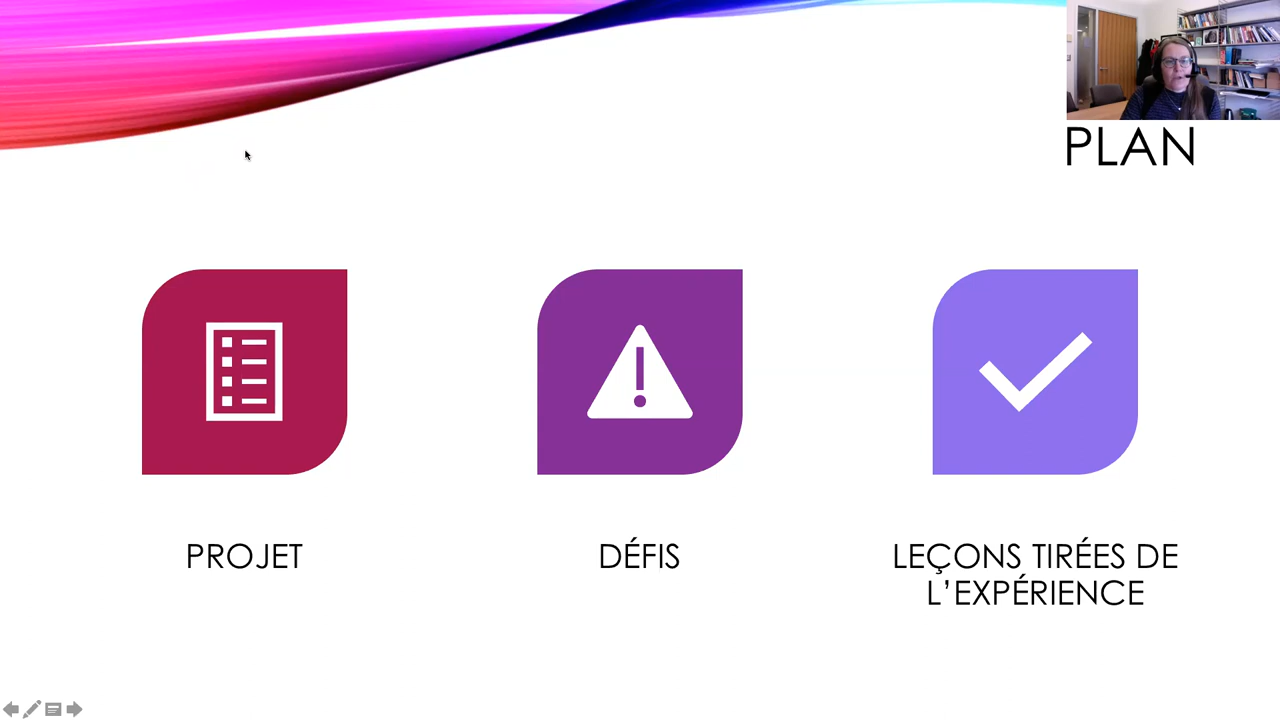 PLAN
PROJET
DÉFIS
LEÇONS TIRÉES DE
L’EXPÉRIENCE